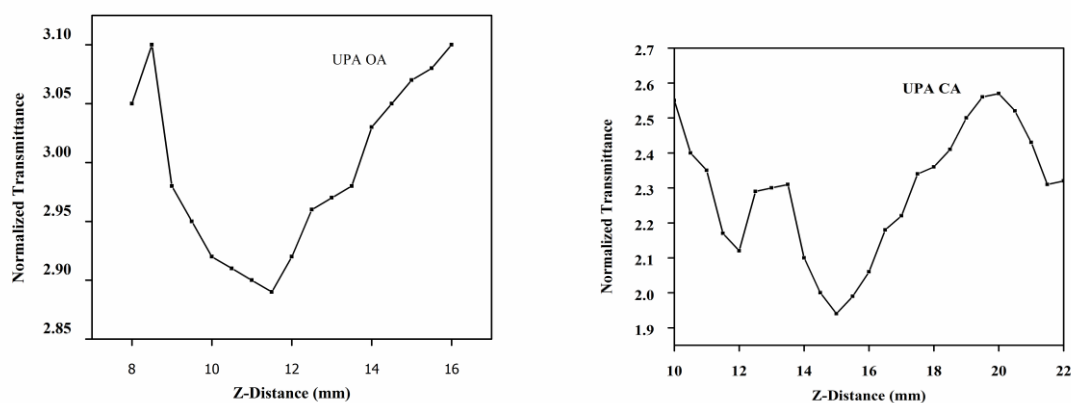 3.10
3.05
3.00
2.95
2.90
2.85
Normalized Transmittance
UPA OA
8 10 12 14 16
Z-Distance (mm)
2.7
2.6
2.5
2.4
2.3
2.2
2.1
2.0
1.9
Normalized Transmittance
UPA CA
10 12 14 16 18 20 22
Z-Distance (mm)